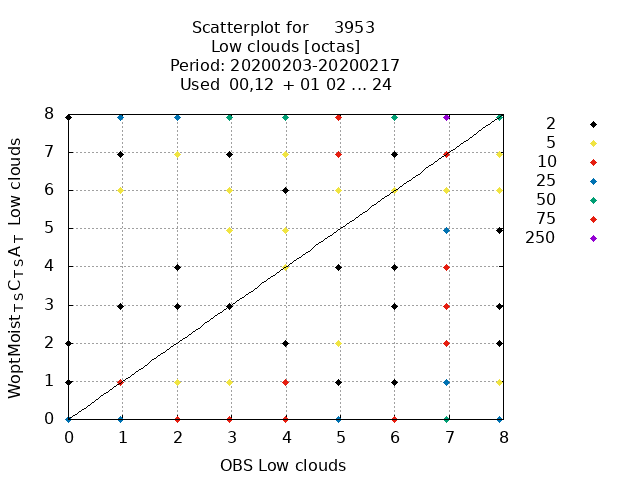 Scatterplot for 3953
Low clouds [octas]
Period: 20200203-20200217
Used 00,12 + 01 02 ... 24
WoptMoist T S C T S A T Low clouds
8
7
6
5
4
3
2
1
0
0 1 2 3 4 5 6 7 8
OBS Low clouds
2
5
10
25
50
75
250